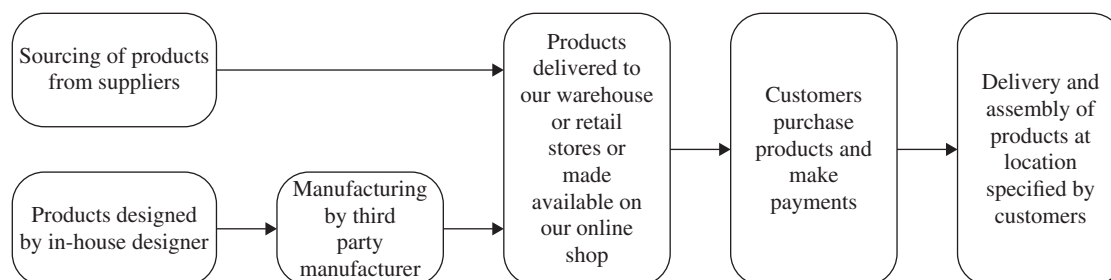 Sourcing of products
from suppliers
Products designed
by in-house designer
Manufacturing
by third
party
manufacturer
Products
delivered to
our warehouse
or retail
stores or
made
available on
our online
shop
Customers
purchase
products and
make
payments
Delivery and
assembly of
products at
location
specified by
customers